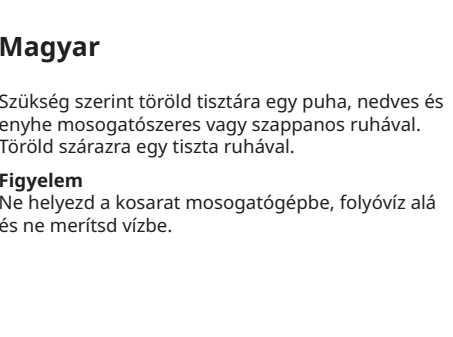 Magyar
Szükség szerint töröld tisztára egy puha, nedves és
enyhe mosogatószeres vagy szappanos ruhával.
Töröld szárazra egy tiszta ruhával.
Figyelem
Ne helyezd a kosarat mosogatógépbe, folyóvíz alá
és ne merítsd vízbe.